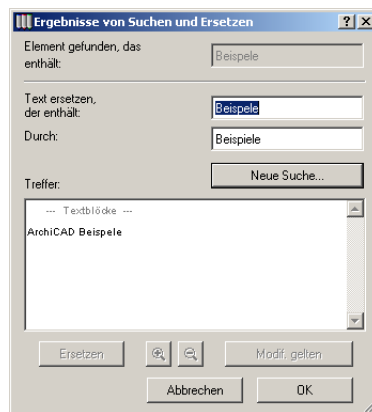 Ergebnisse von Suchen und Ersetzen
Element gefunden, das
enthält:
Beispele
Text ersetzen,
der enthält:
Beispele
Durch:
Beispiele
Neue Suche...
Treffer:
--- Textblöcke ---
ArchiCAD Beispele
Ersetzen
Modif. gelten
Abbrechen
OK